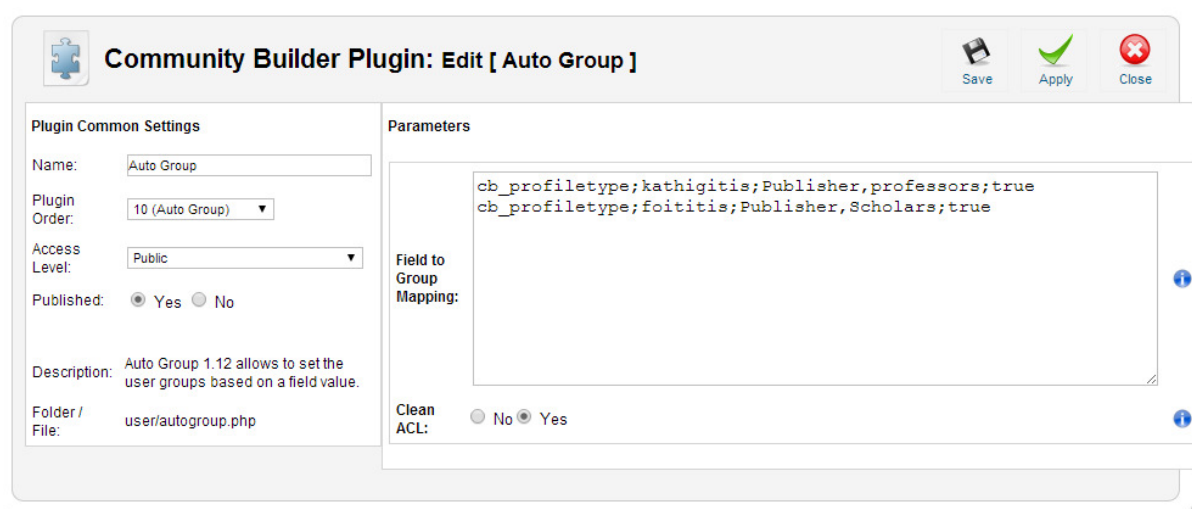 Community Builder Plugin: Edit [ Auto Group ]
Save
Apply
Close
Plugin Common Settings
Name:
Auto Group
Plugin
Order:
10 (Auto Group)
Access
Level:
Public
Published:
Yes
No
Description:
Auto Group 1.12 allows to set the
user groups based on a field value.
Folder /
File:
user/autogroup.php
Parameters
Field to
Group
Mapping:
cb_profiletype;kathigitis;Publisher,professors;true
cb_profiletype;foititis;Publisher,Scholars;true
Clean
ACL:
No
Yes